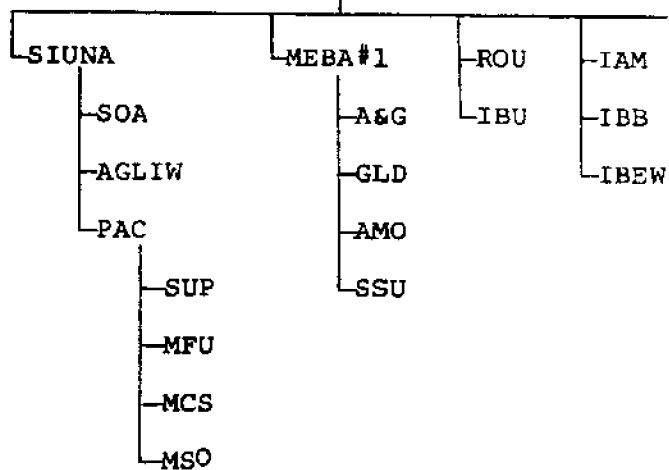 SIUNA
SOA
AGLIW
PAC
SUP
MFU
MCS
MSO
MEBA#1
A&G
GLD
AMO
SSU
ROU
IBU
IAM
IBB
IBEW